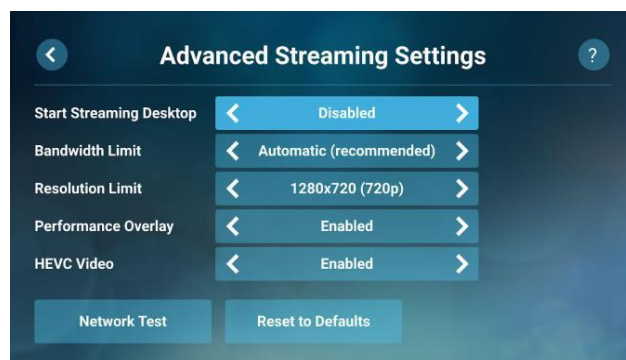 Advanced Streaming Settings
?
Start Streaming Desktop Disabled
Bandwidth Limit Automatic (recommended)
Resolution Limit 1280x720 (720p)
Performance Overlay Enabled
HEVC Video Enabled
Network Test Reset to Defaults